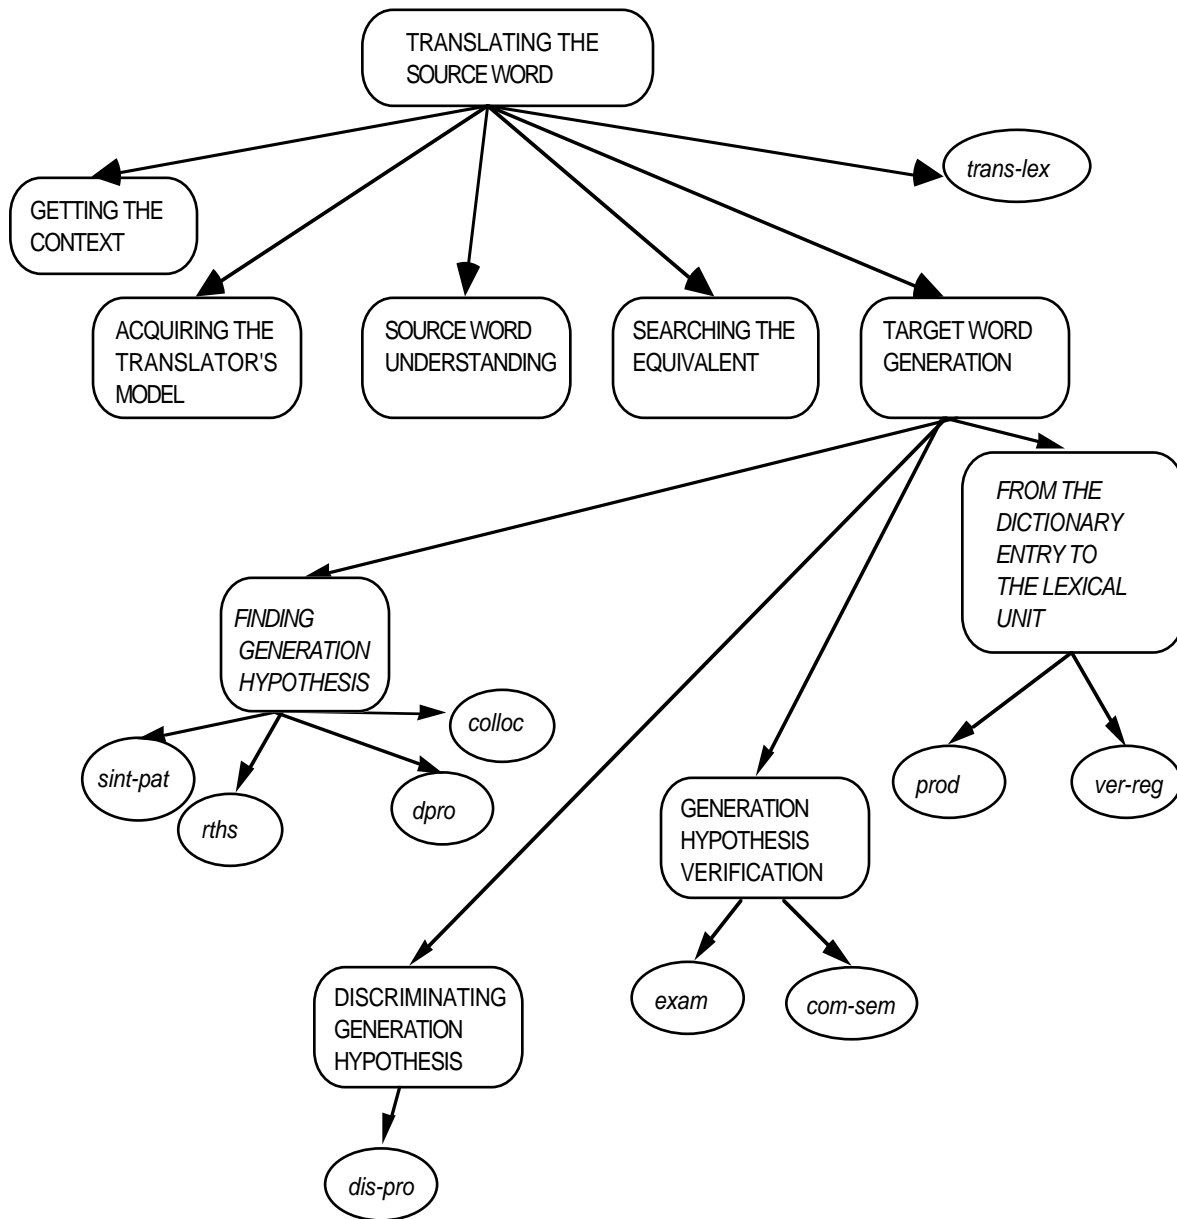 TRANSLATING THE
SOURCE WORD
trans-lex
GETTING THE
CONTEXT
ACQUIRING THE
TRANSLATOR'S
MODEL
SOURCE WORD
UNDERSTANDING
SEARCHING THE
EQUIVALENT
TARGET WORD
GENERATION
FROM THE
DICTIONARY
ENTRY TO
THE LEXICAL
UNIT
FINDING
GENERATION
HYPOTHESIS
colloc
sint-pat
rths
dpro
prod
ver-reg
GENERATION
HYPOTHESIS
VERIFICATION
exam
com-sem
DISCRIMINATING
GENERATION
HYPOTHESIS
dis-pro